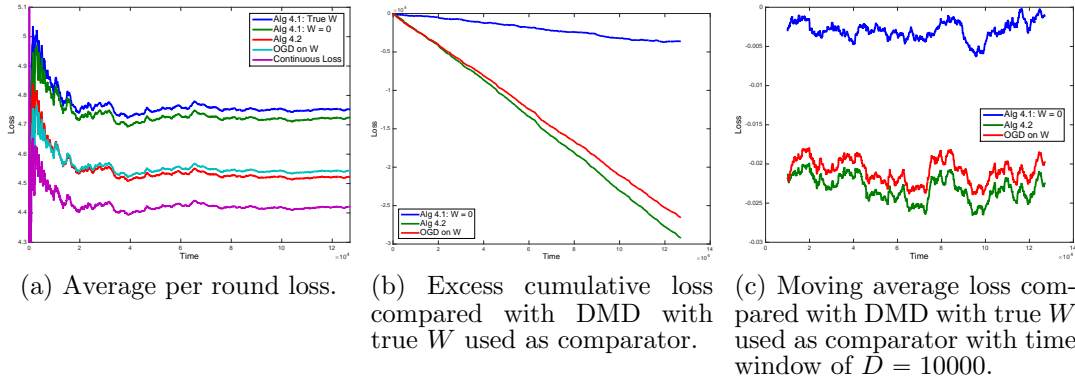 5.1
5
4.9
4.8
4.7
4.6
4.5
4.4
4.3
Loss
0 2 4 6 8 10 12
Time
×10⁴
Alg 4.1: True W
Alg 4.1: W = 0
Alg 4.2
OGD on W
Continuous Loss
(a) Average per round loss.
×10⁴
0
-0.5
-1
-1.5
-2
-2.5
-3
Loss
0 2 4 6 8 10 12 14
Time
×10⁴
Alg 4.1: W = 0
Alg 4.2
OGD on W
(b) Excess cumulative loss
compared with DMD with
true W used as comparator.
0
-0.005
-0.01
-0.015
-0.02
-0.025
-0.03
Loss
0 2 4 6 8 10 12 14
Time
×10⁴
Alg 4.1: W = 0
Alg 4.2
OGD on W
(c) Moving average loss com-
pared with DMD with true W
used as comparator with time
window of D = 10000.